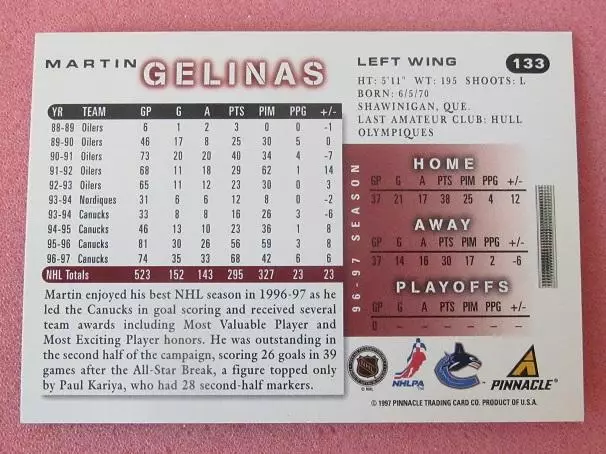 MARTIN GELINAS
YR TEAM GP G A PTS PIM PPG +/-
88-89 Oilers 6 1 2 3 0 0 -1
89-90 Oilers 46 17 8 25 30 5 0
90-91 Oilers 73 20 20 40 34 4 -7
91-92 Oilers 68 11 18 29 62 1 14
92-93 Oilers 65 11 12 23 30 0 3
93-94 Nordiques 31 6 6 12 8 0 -2
93-94 Canucks 33 8 8 16 26 3 -6
94-95 Canucks 46 13 10 23 36 1 8
95-96 Canucks 81 30 26 56 59 3 8
96-97 Canucks 74 35 33 68 42 6 6
NHL Totals 523 152 143 295 327 23 23
Martin enjoyed his best NHL season in 1996-97 as he
led the Canucks in goal scoring and received several
team awards including Most Valuable Player and
Most Exciting Player honors. He was outstanding in
the second half of the campaign, scoring 26 goals in 39
games after the All-Star Break, a figure topped only
by Paul Kariya, who had 28 second-half markers.
LEFT WING 133
HT: 5'11" WT: 195 SHOOTS: L
BORN: 6/5/70
SHAWINIGAN, QUE.
LAST AMATEUR CLUB: HULL
OLYMPIQUES
96-97 SEASON
HOME
GP G A PTS PIM PPG +/-
37 21 17 38 25 4 12
AWAY
GP G A PTS PIM PPG +/-
37 14 16 30 17 2 -6
PLAYOFFS
GP G A PTS PIM PPG +/-
0 – – – – – –
NHL
© NHL
NHLPA
PINNACLE
© 1997 PINNACLE TRADING CARD CO. PRODUCT OF U.S.A.